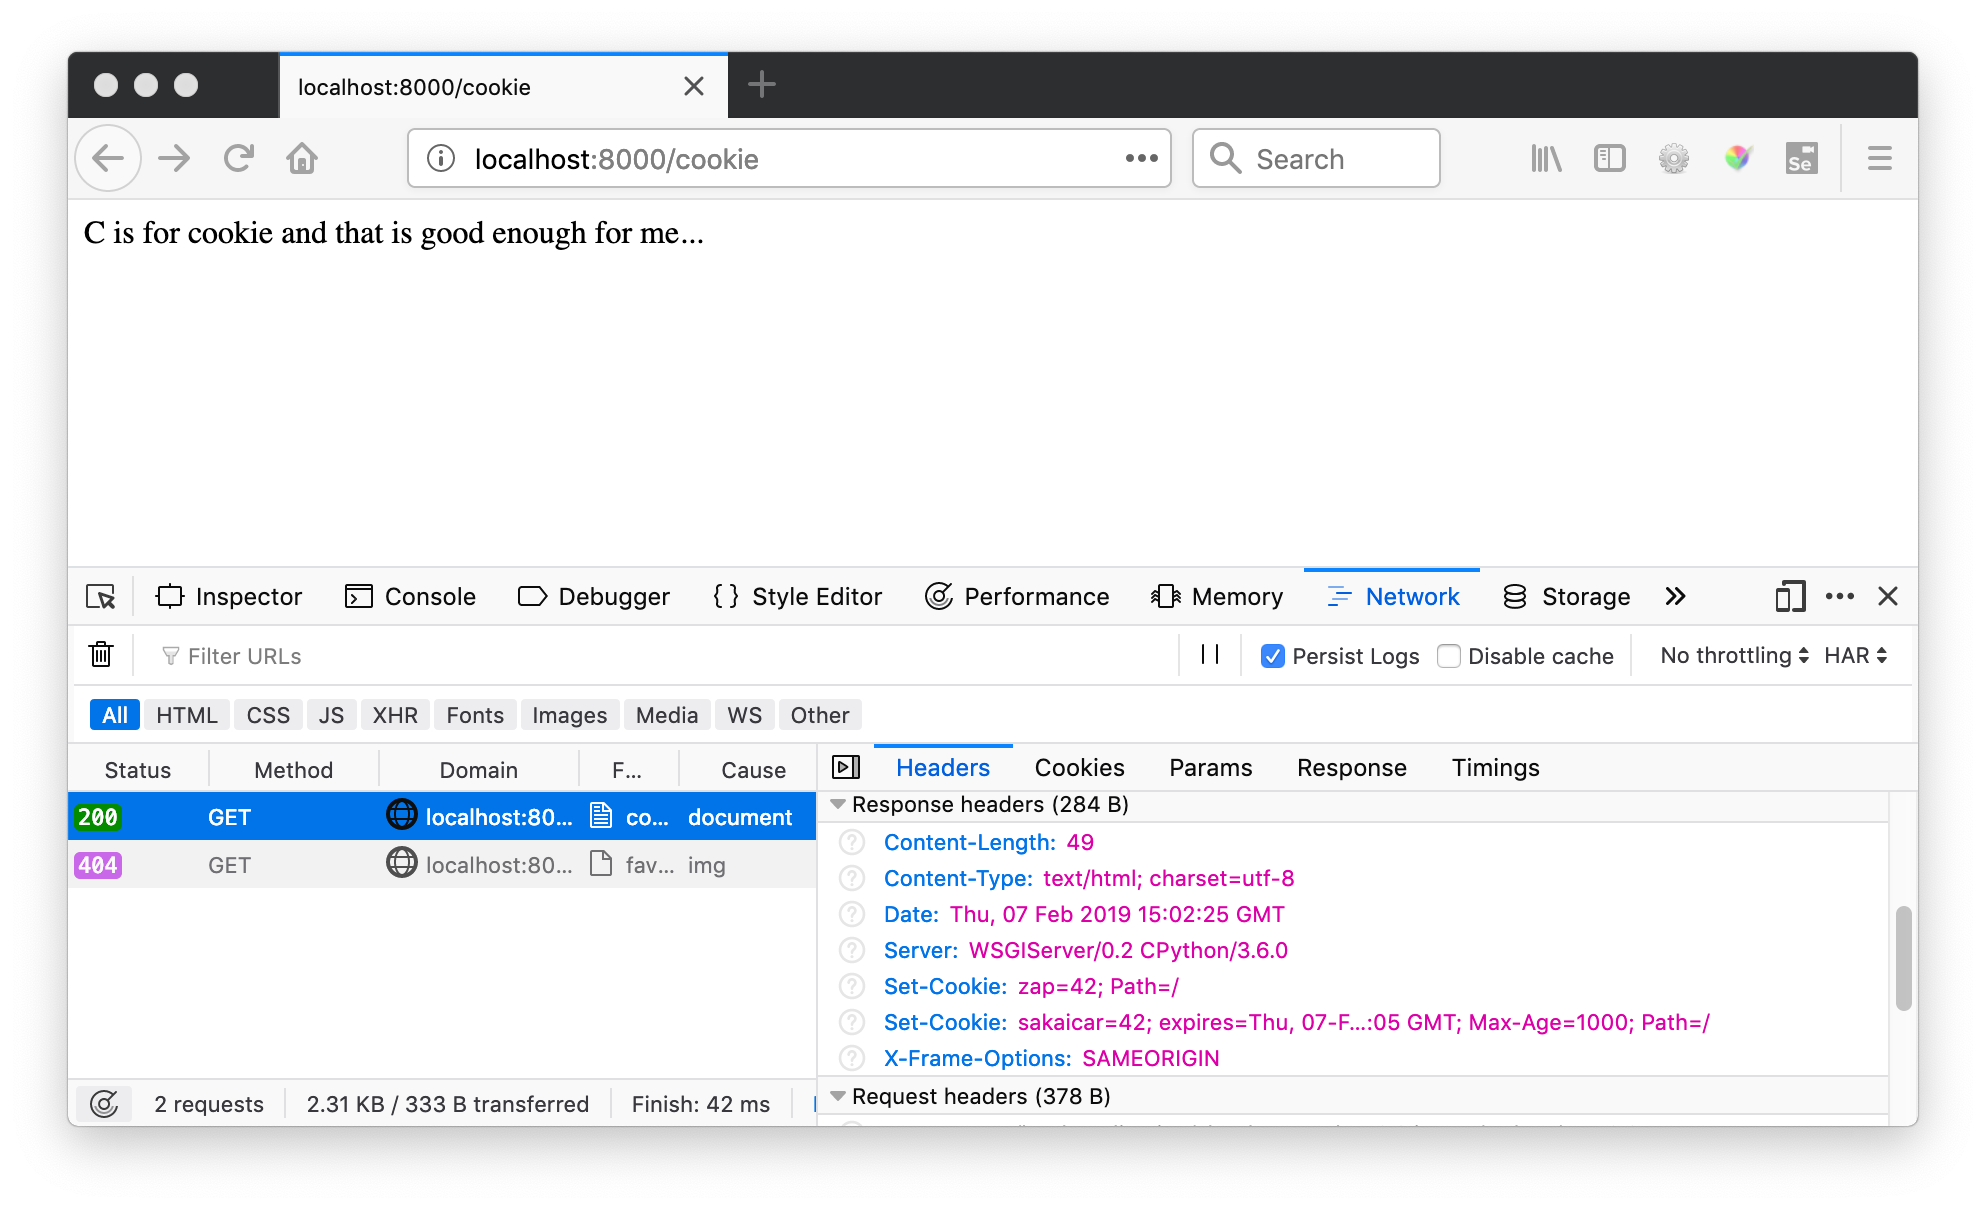 localhost:8000/cookie
localhost:8000/cookie
Search
Se
C is for cookie and that is good enough for me...
Inspector Console Debugger { } Style Editor Performance Memory Network Storage
Filter URLs Persist Logs Disable cache No throttling HAR
All HTML CSS JS XHR Fonts Images Media WS Other
Status Method Domain F... Cause
Headers Cookies Params Response Timings
200 GET localhost:80... co... document
404 GET localhost:80... fav... img
Response headers (284 B)
Content-Length: 49
Content-Type: text/html; charset=utf-8
Date: Thu, 07 Feb 2019 15:02:25 GMT
Server: WSGIServer/0.2 CPython/3.6.0
Set-Cookie: zap=42; Path=/
Set-Cookie: sakaicar=42; expires=Thu, 07-F...:05 GMT; Max-Age=1000; Path=/
X-Frame-Options: SAMEORIGIN
Request headers (378 B)
2 requests 2.31 KB / 333 B transferred Finish: 42 ms